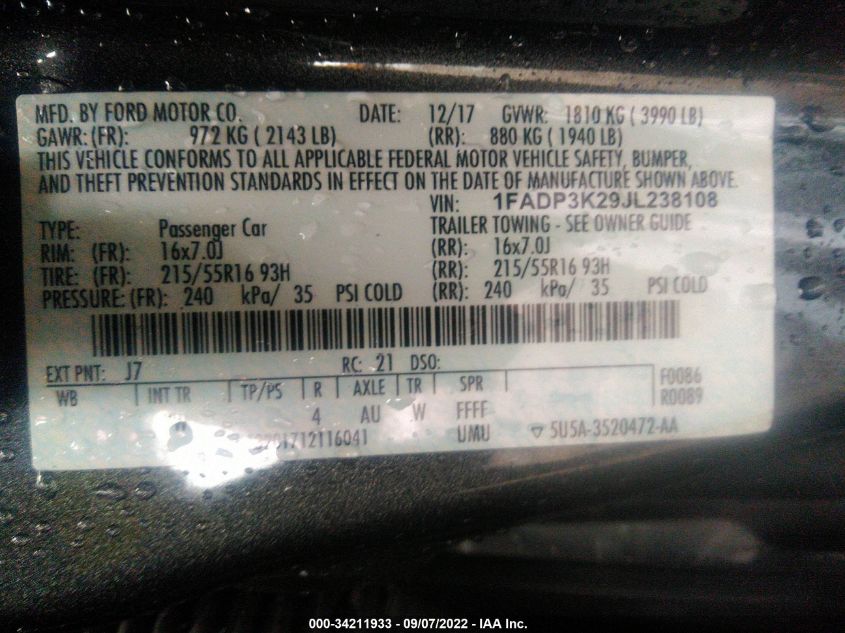 MFD. BY FORD MOTOR CO. DATE: 12/17 GVWR: 1810 KG ( 3990 LB)
GAWR: (FR): 972 KG ( 2143 LB) (RR): 880 KG ( 1940 LB)
THIS VEHICLE CONFORMS TO ALL APPLICABLE FEDERAL MOTOR VEHICLE SAFETY, BUMPER,
AND THEFT PREVENTION STANDARDS IN EFFECT ON THE DATE OF MANUFACTURE SHOWN ABOVE.
VIN: 1FADP3K29JL238108
TYPE: Passenger Car TRAILER TOWING - SEE OWNER GUIDE
RIM: (FR): 16x7.0J (RR): 16x7.0J
TIRE: (FR): 215/55R16 93H (RR): 215/55R16 93H
PRESSURE: (FR): 240 kPa/ 35 PSI COLD (RR): 240 kPa/ 35 PSI COLD
EXT PNT: J7 RC: 21 DSO:
WB INT TR TP/PS R AXLE TR SPR F0086
R0089
4 AU W FFFF
UMU ▽ 5U5A-3520472-AA
000-34211933 - 09/07/2022 - IAA Inc.